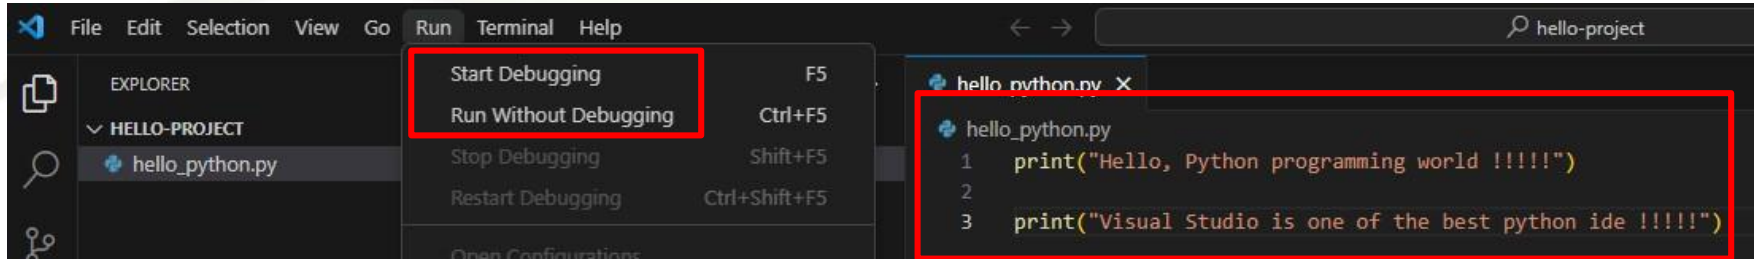 File Edit Selection View Go Run Terminal Help
hello-project
EXPLORER
HELLO-PROJECT
hello_python.py
Start Debugging F5
Run Without Debugging Ctrl+F5
Stop Debugging Shift+F5
Restart Debugging Ctrl+Shift+F5
Open Configurations
hello_python.py
hello_python.py
1 print("Hello, Python programming world !!!!!")
2
3 print("Visual Studio is one of the best python ide !!!!!")